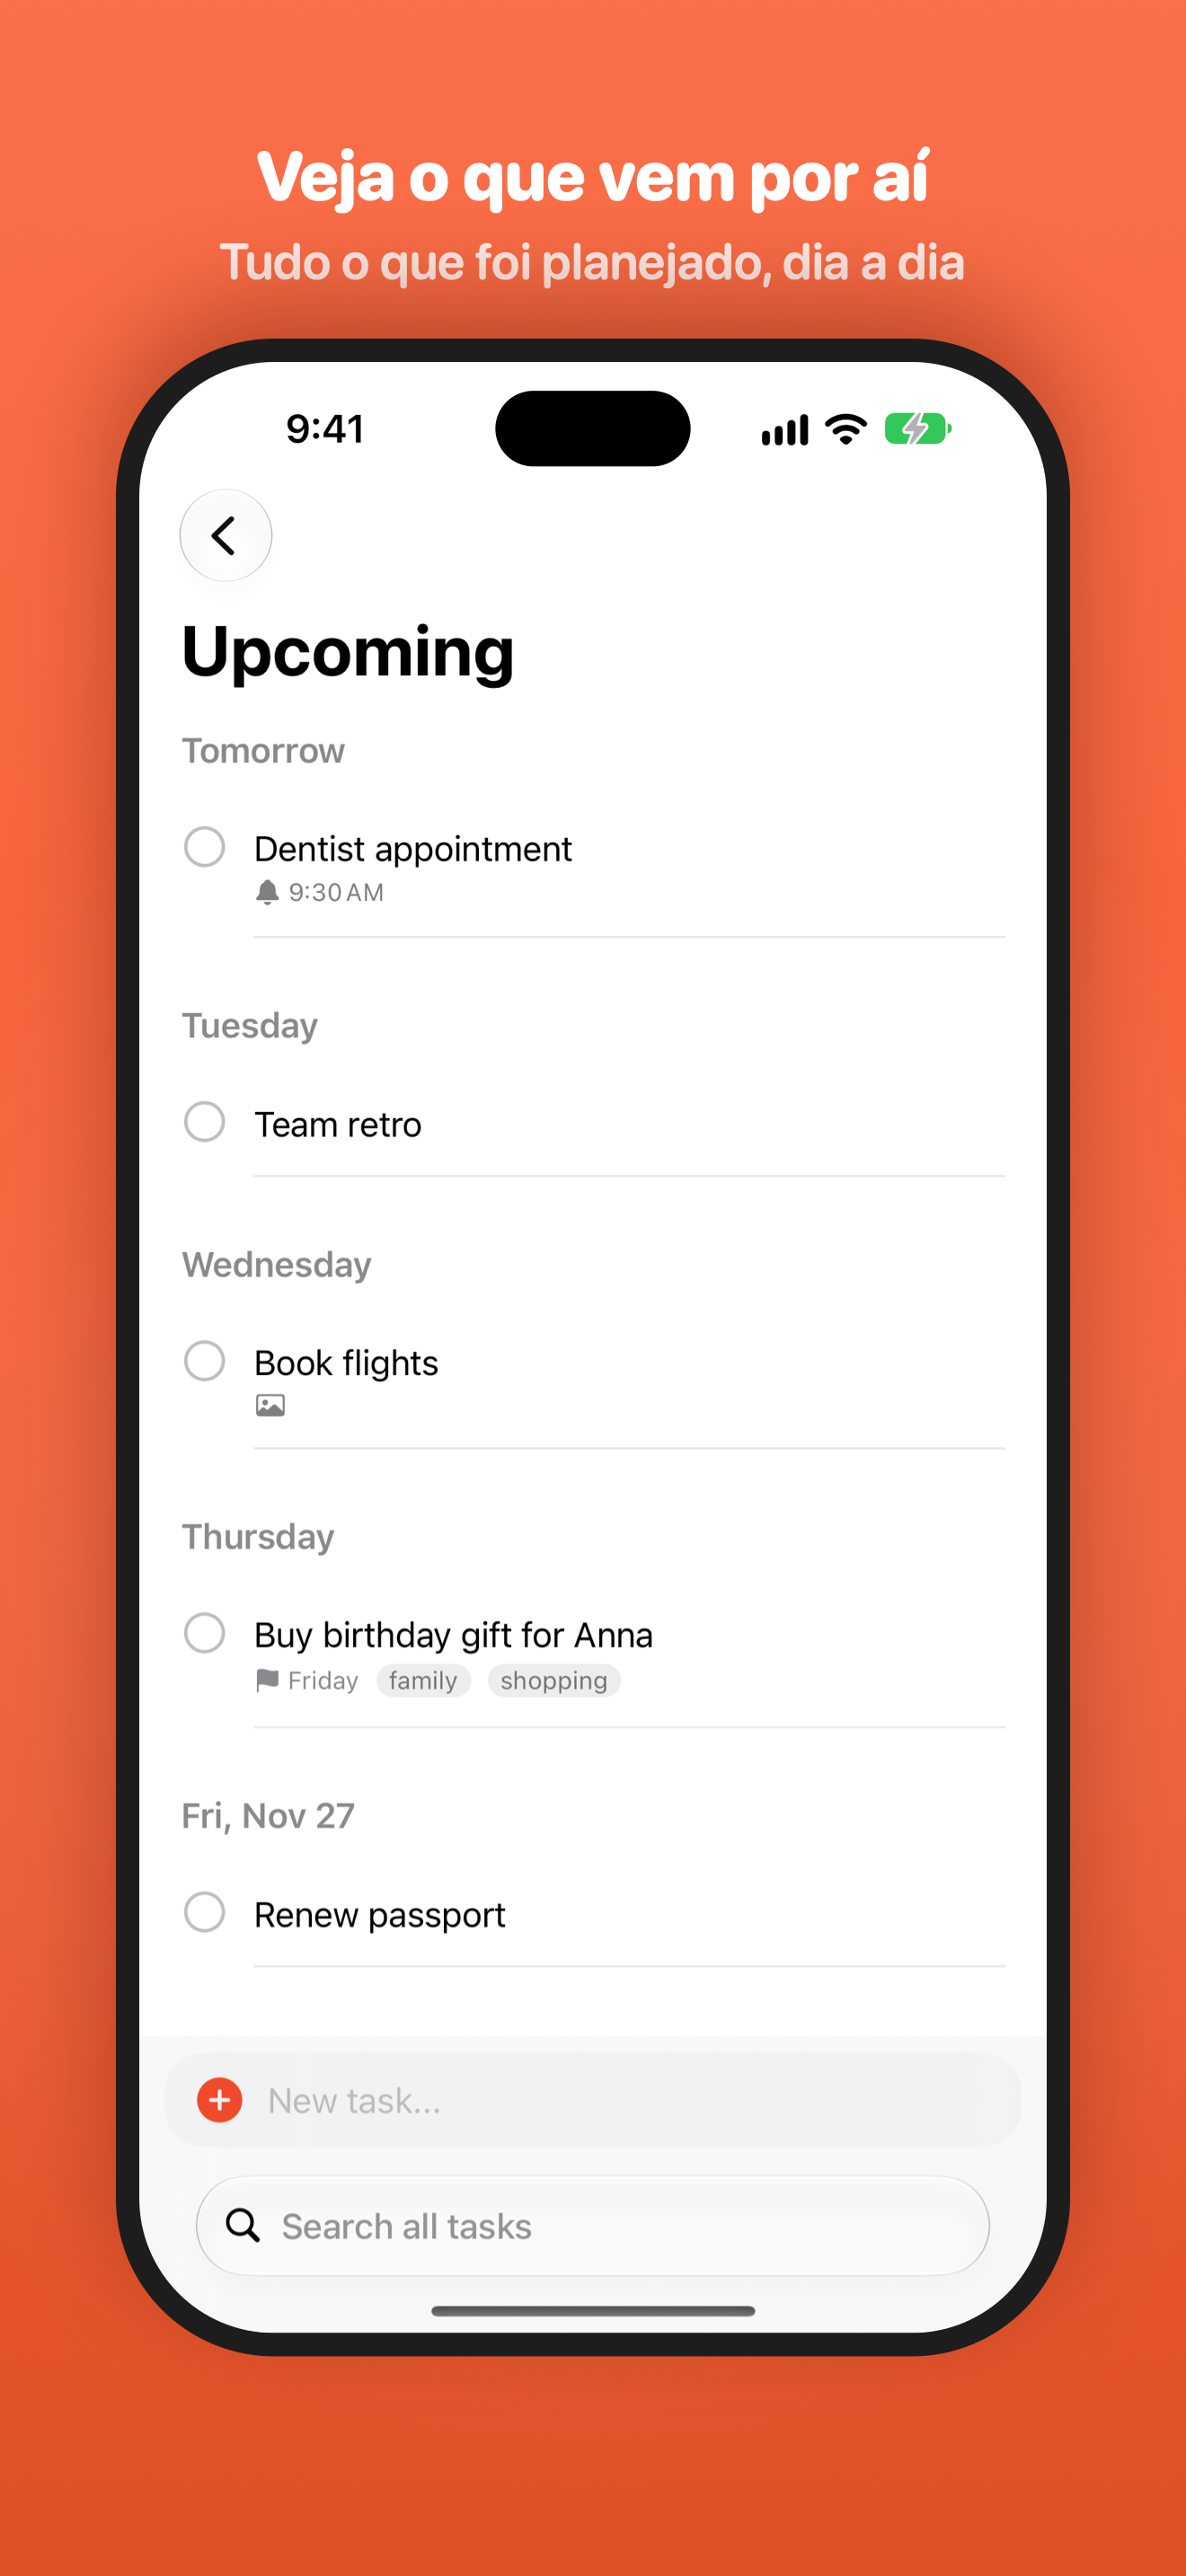 Veja o que vem por aí
Tudo o que foi planejado, dia a dia
9:41
Upcoming
Tomorrow
Dentist appointment
9:30 AM
Tuesday
Team retro
Wednesday
Book flights
Thursday
Buy birthday gift for Anna
Friday family shopping
Fri, Nov 27
Renew passport
New task...
Search all tasks